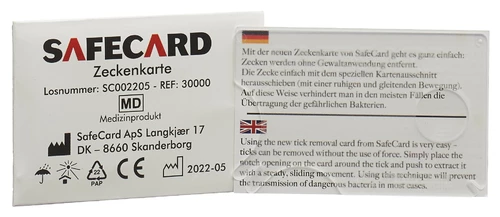 SAFECARD
Zeckenkarte
Losnummer: SC002205 - REF: 30000
MD
Medizinprodukt
SafeCard ApS Langkjær 17
DK – 8660 Skanderborg
22
PAP
2022-05
Mit der neuen Zeckenkarte von SafeCard geht es ganz einfach:
Zecken werden ohne Gewaltanwendung entfernt.
Die Zecke einfach mit dem speziellen Kartenausschnitt
herausschieben (mit einer ruhigen und gleitenden Bewegung).
Auf diese Weise verhindert man in den meisten Fällen die
Übertragung der gefährlichen Bakterien.
Using the new tick removal card from SafeCard is very easy -
ticks can be removed without the use of force. Simply place the
notch opening on the card around the tick and push to extract it
with a steady, sliding movement. Using this technique will prevent
the transmission of dangerous bacteria in most cases.